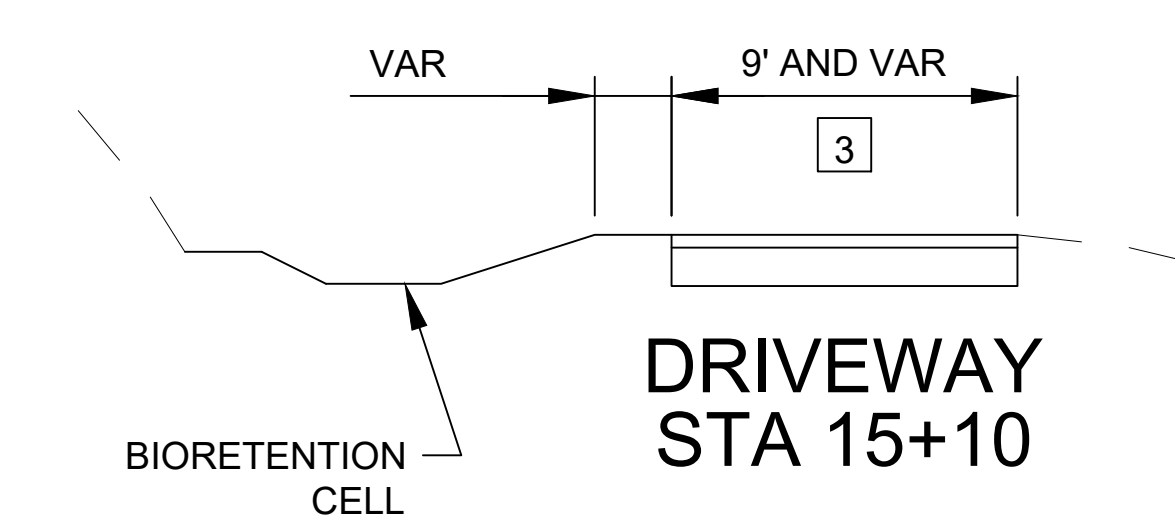 VAR
9' AND VAR
3
DRIVEWAY
STA 15+10
BIORETENTION
CELL